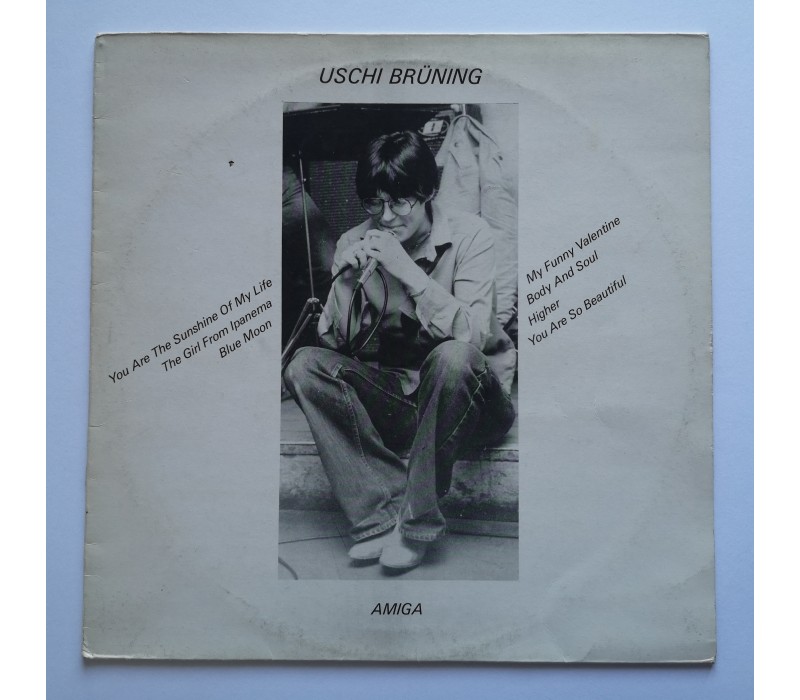 USCHI BRÜNING
You Are The Sunshine Of My Life
The Girl From Ipanema
Blue Moon
My Funny Valentine
Body And Soul
Higher
You Are So Beautiful
AMIGA